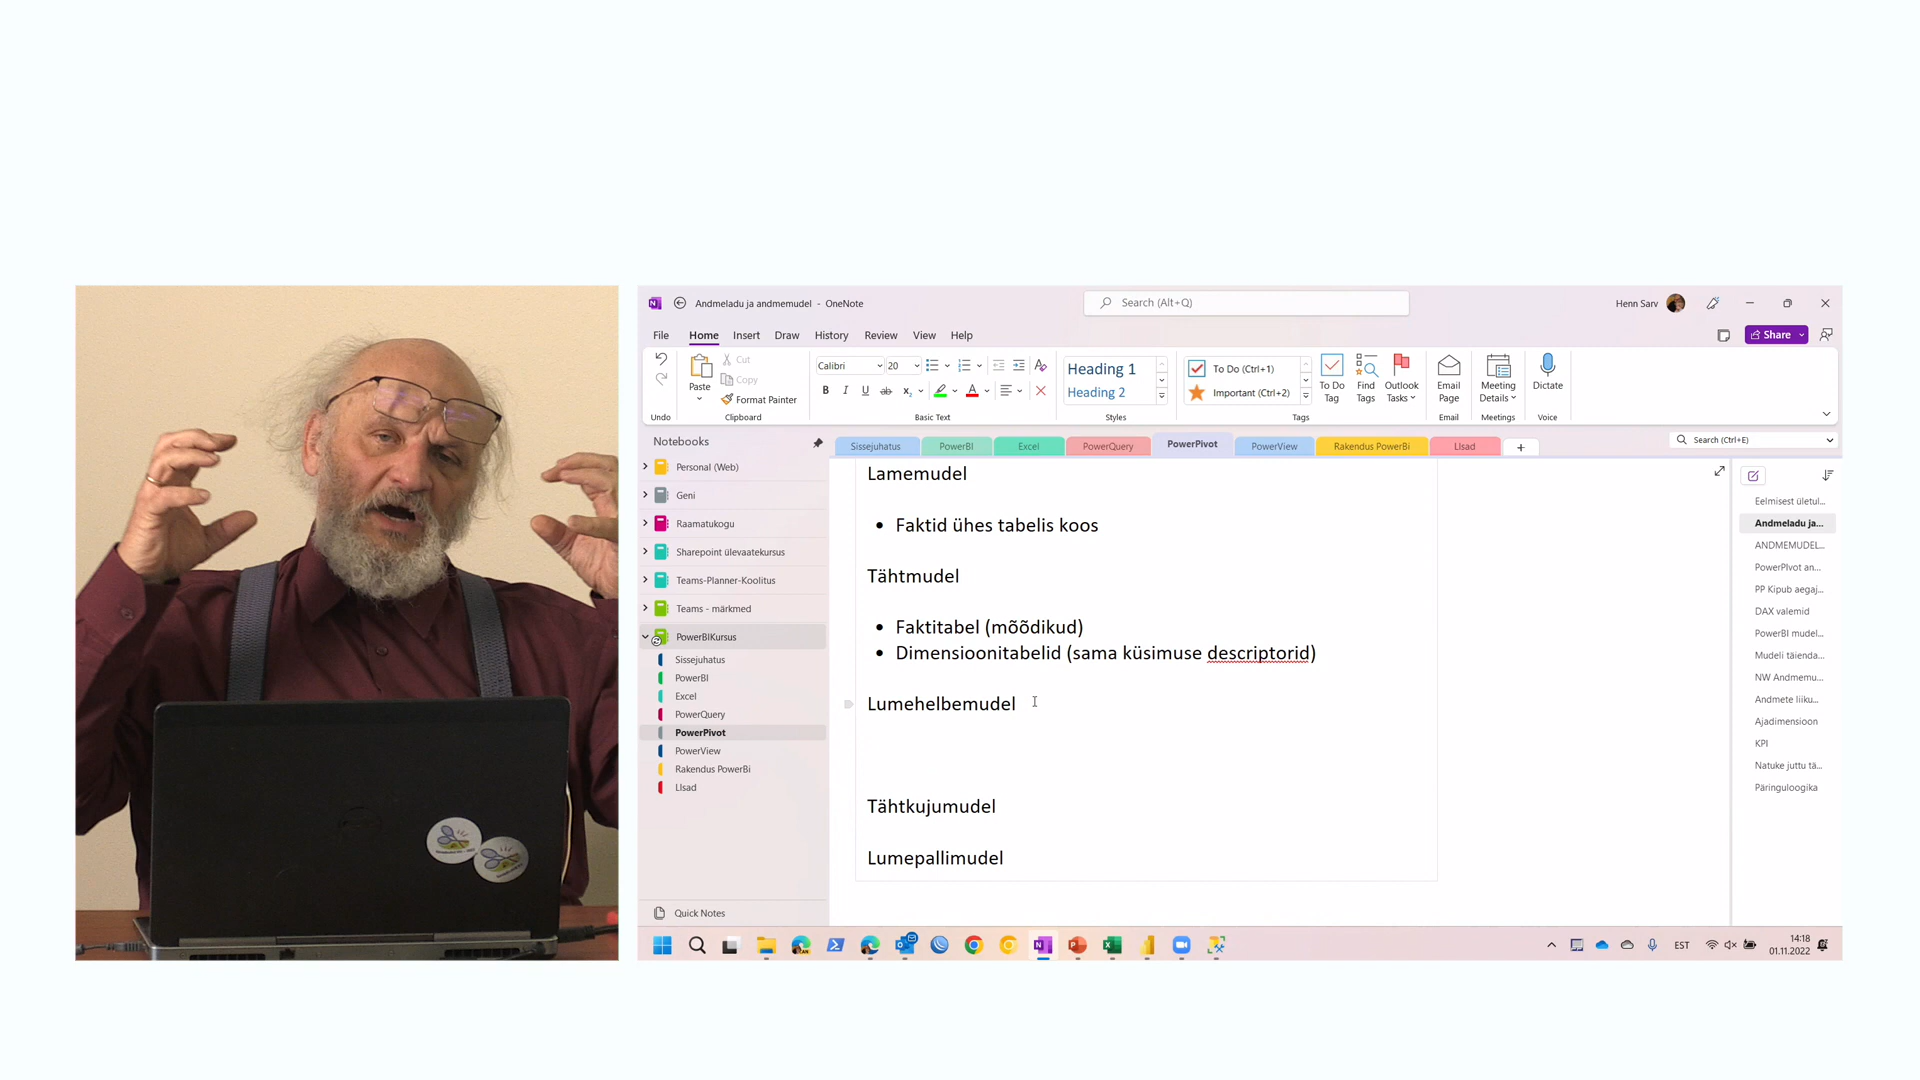 Andmeladu ja andmemudel - OneNote
Search (Alt+Q)
Henn Sarv
File Home Insert Draw History Review View Help
Share
Undo
Paste
Cut
Copy
Format Painter
Clipboard
Calibri 20
B I U ab x₂ A
Basic Text
Heading 1
Heading 2
Styles
To Do (Ctrl+1)
Important (Ctrl+2)
Tags
To Do Tag
Find Tags
Outlook Tasks
Email Page
Email
Meeting Details
Meetings
Dictate
Voice
Notebooks
Sissejuhatus PowerBI Excel PowerQuery PowerPivot PowerView Rakendus PowerBi LIsad +
Search (Ctrl+E)
Personal (Web)
Geni
Raamatukogu
Sharepoint ülevaatekursus
Teams-Planner-Koolitus
Teams - märkmed
PowerBIKursus
Sissejuhatus
PowerBI
Excel
PowerQuery
PowerPivot
PowerView
Rakendus PowerBi
LIsad
Quick Notes
Lamemudel
• Faktid ühes tabelis koos
Tähtmudel
• Faktitabel (mõõdikud)
• Dimensioonitabelid (sama küsimuse descriptorid)
Lumehelbemudel
Tähtkujumudel
Lumepallimudel
Eelmisest ületul...
Andmeladu ja...
ANDMEMUDEL...
PowerPIvot an...
PP Kipub aegaj...
DAX valemid
PowerBI mudel...
Mudeli täienda...
NW Andmemu...
Andmete liiku...
Ajadimensioon
KPI
Natuke juttu tä...
Päringuloogika
EST
14:18
01.11.2022